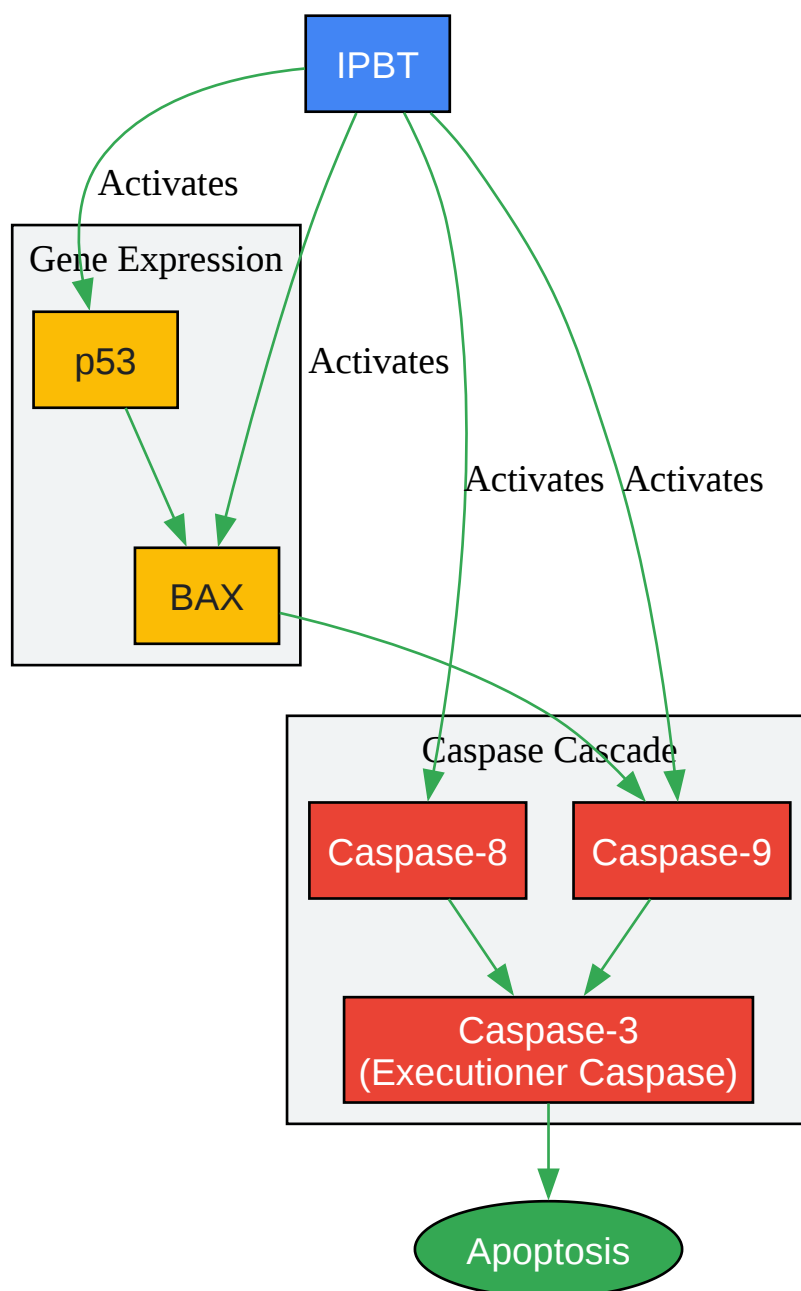 IPBT
Activates
Gene Expression
p53
Activates
Activates
Activates
BAX
Caspase Cascade
Caspase-8
Caspase-9
Caspase-3
(Executioner Caspase)
Apoptosis